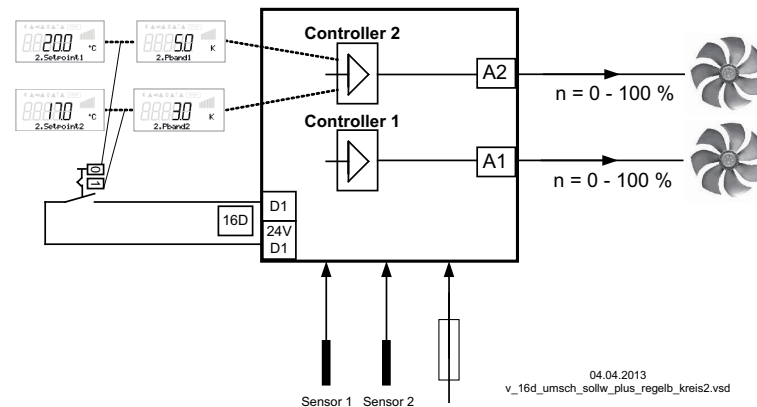 Controller 2
20.0 °C
2.Setpoint1
5.0 K
2.Pband1
A2
n = 0 - 100 %
17.0 °C
2.Setpoint2
3.0 K
2.Pband2
Controller 1
A1
n = 0 - 100 %
0
1
16D
D1
24V
D1
Sensor 1
Sensor 2
04.04.2013
v_16d_umsch_sollw_plus_regelb_kreis2.vsd